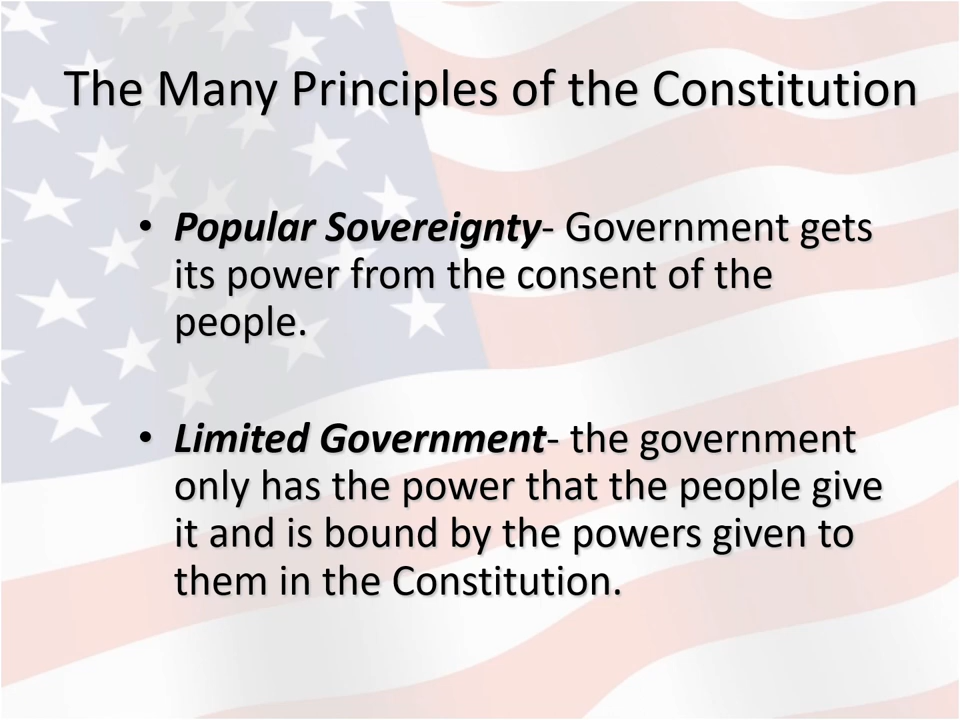 The Many Principles of the Constitution
• Popular Sovereignty- Government gets
its power from the consent of the
people.
• Limited Government- the government
only has the power that the people give
it and is bound by the powers given to
them in the Constitution.